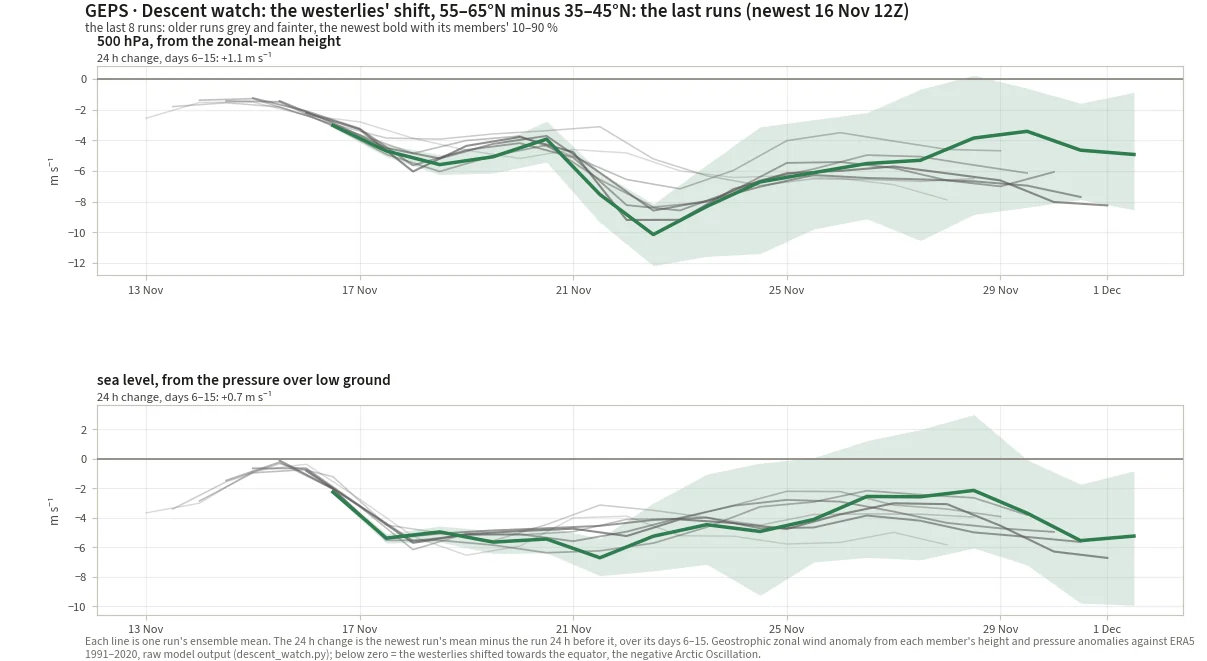 GEPS · Descent watch: the westerlies' shift, 55–65°N minus 35–45°N: the last runs (newest 16 Nov 12Z)
the last 8 runs: older runs grey and fainter, the newest bold with its members' 10–90 %
500 hPa, from the zonal-mean height
24 h change, days 6–15: +1.1 m s⁻¹
0
−2
−4
−6
−8
−10
−12
m s⁻¹
13 Nov
17 Nov
21 Nov
25 Nov
29 Nov
1 Dec
sea level, from the pressure over low ground
24 h change, days 6–15: +0.7 m s⁻¹
2
0
−2
−4
−6
−8
−10
m s⁻¹
13 Nov
17 Nov
21 Nov
25 Nov
29 Nov
1 Dec
Each line is one run's ensemble mean. The 24 h change is the newest run's mean minus the run 24 h before it, over its days 6–15. Geostrophic zonal wind anomaly from each member's height and pressure anomalies against ERA5
1991–2020, raw model output (descent_watch.py); below zero = the westerlies shifted towards the equator, the negative Arctic Oscillation.